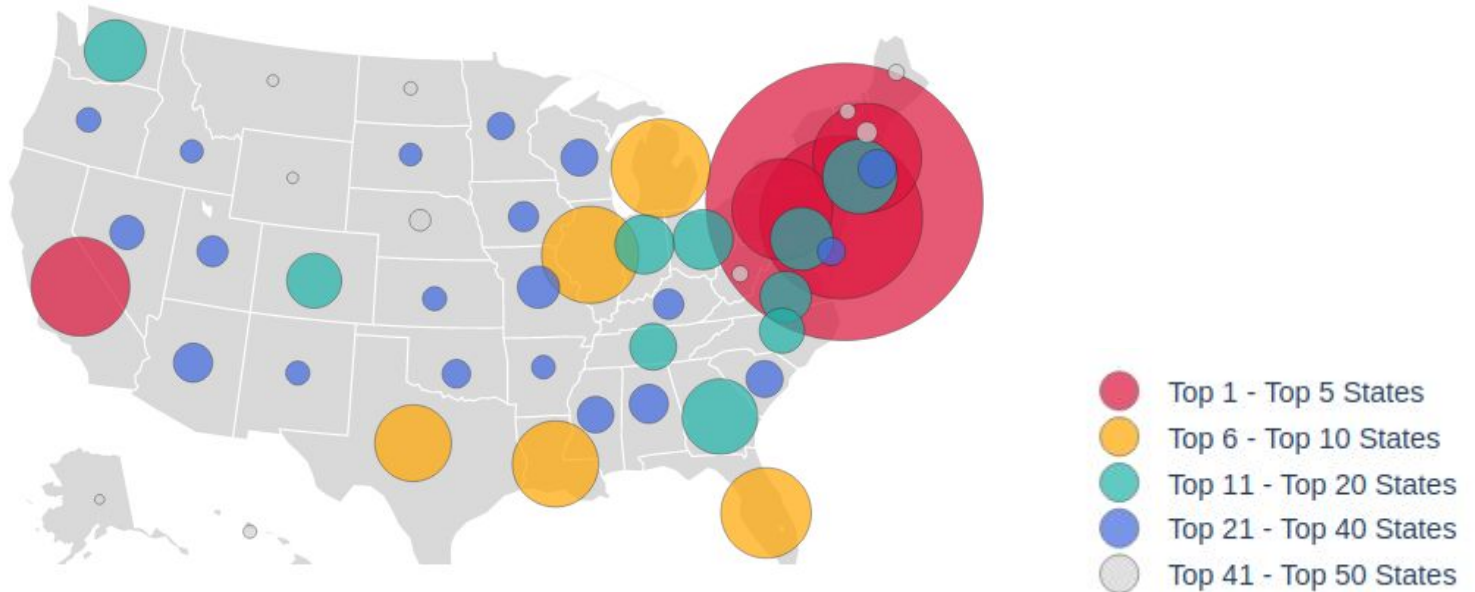 Top 1 - Top 5 States
Top 6 - Top 10 States
Top 11 - Top 20 States
Top 21 - Top 40 States
Top 41 - Top 50 States